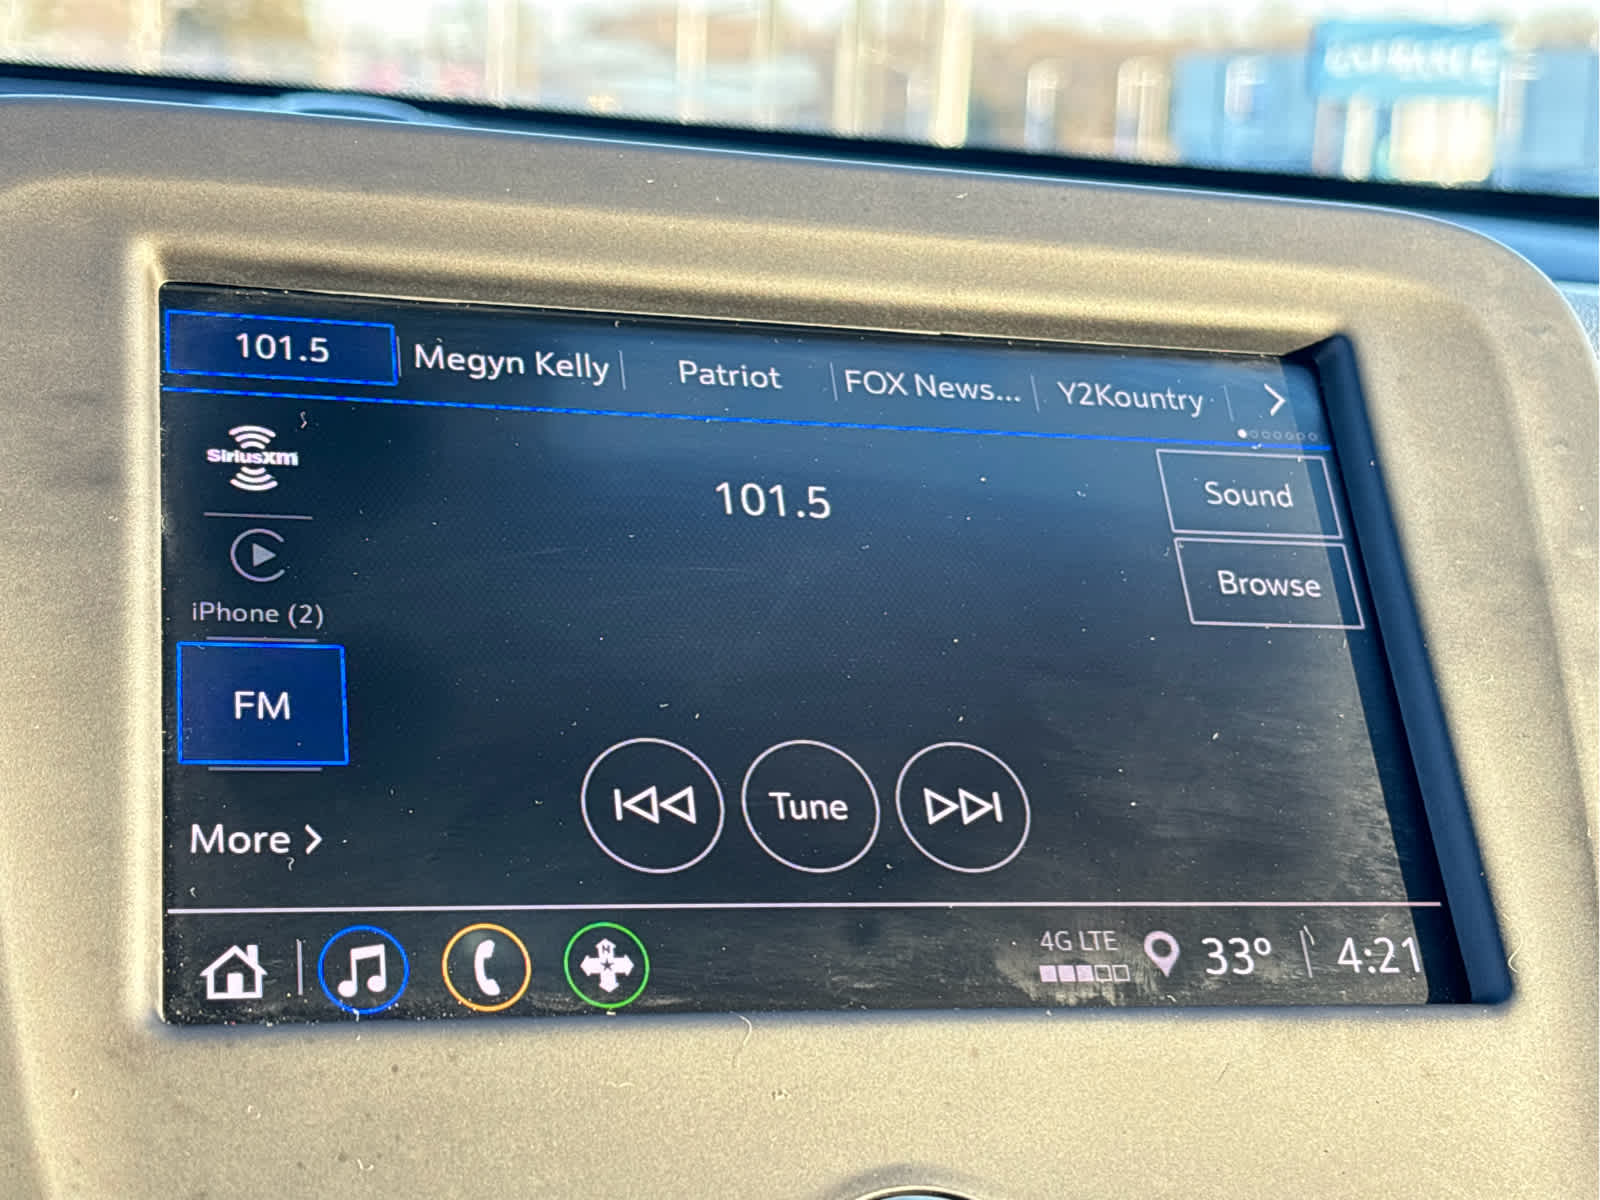 101.5
Megyn Kelly
Patriot
FOX News...
Y2Kountry
SiriusXM
101.5
Sound
Browse
iPhone (2)
FM
Tune
More
N
4G LTE
33°
4:21